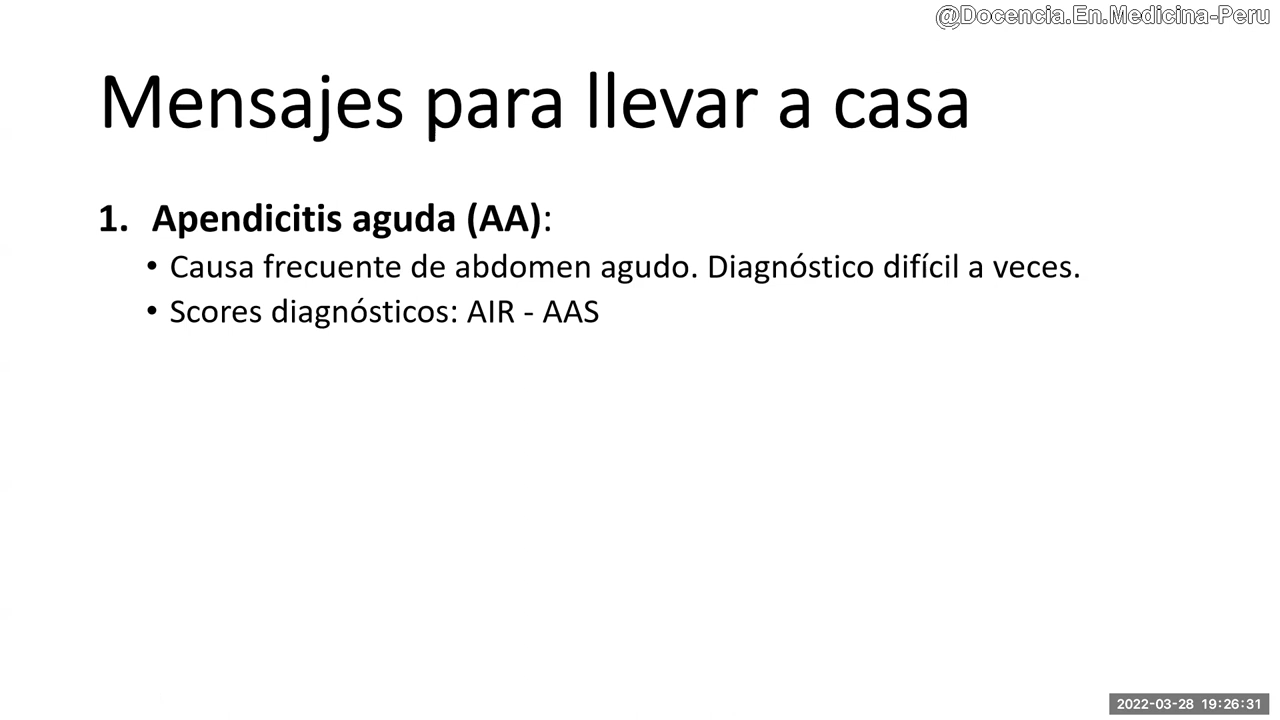 @Docencia.En.Medicina-Peru
Mensajes para llevar a casa
1. Apendicitis aguda (AA):
• Causa frecuente de abdomen agudo. Diagnóstico difícil a veces.
• Scores diagnósticos: AIR - AAS
2022-03-28 19:26:31